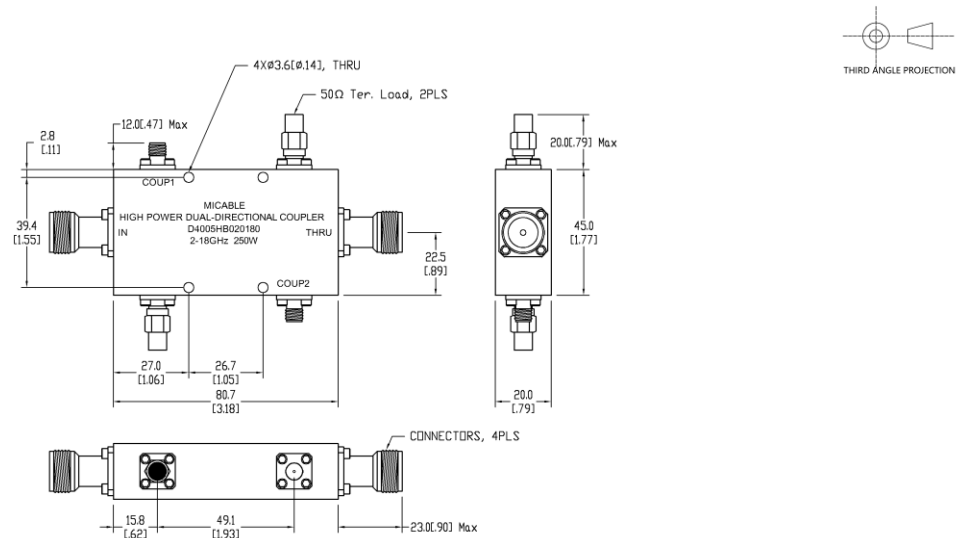 THIRD ANGLE PROJECTION
4XØ3.6[Ø.14], THRU
50Ω Ter. Load, 2PLS
12.0[.47] Max
2.8
[.11]
20.0[.79] Max
COUP1
MICABLE
HIGH POWER DUAL-DIRECTIONAL COUPLER
D4005HB020180
2-18GHz 250W
IN
THRU
39.4
[1.55]
45.0
[1.77]
22.5
[.89]
COUP2
27.0
[1.06]
26.7
[1.05]
80.7
[3.18]
20.0
[.79]
CONNECTORS, 4PLS
15.8
[.62]
49.1
[1.93]
23.0[.90] Max